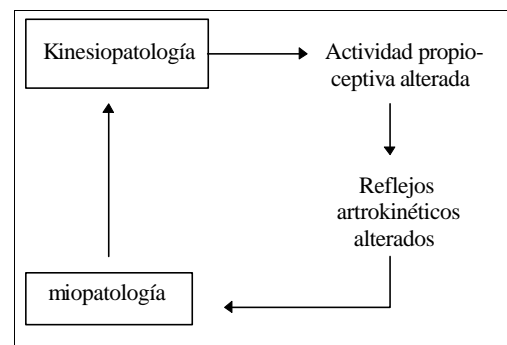 Kinesiopatología
Actividad propio-
ceptiva alterada
Reflejos
artrokinéticos
alterados
miopatología